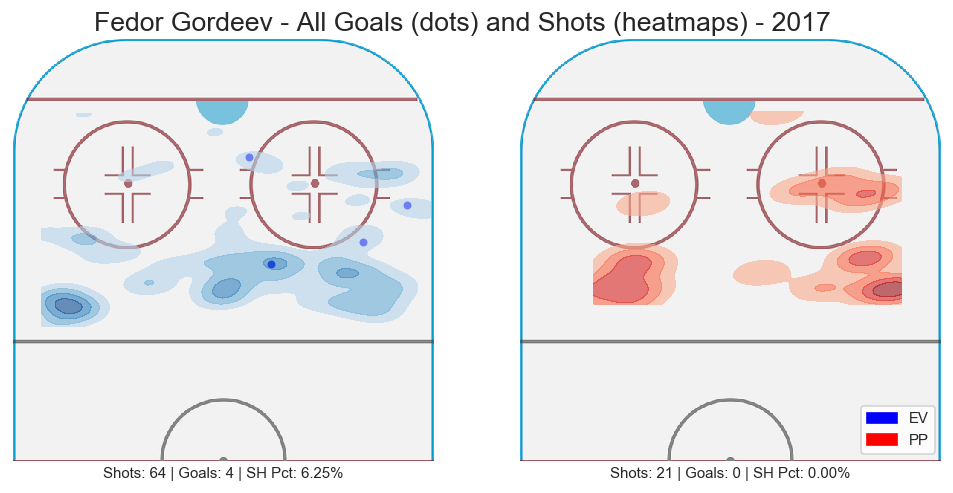 Fedor Gordeev - All Goals (dots) and Shots (heatmaps) - 2017
EV
PP
Shots: 64 | Goals: 4 | SH Pct: 6.25%
Shots: 21 | Goals: 0 | SH Pct: 0.00%